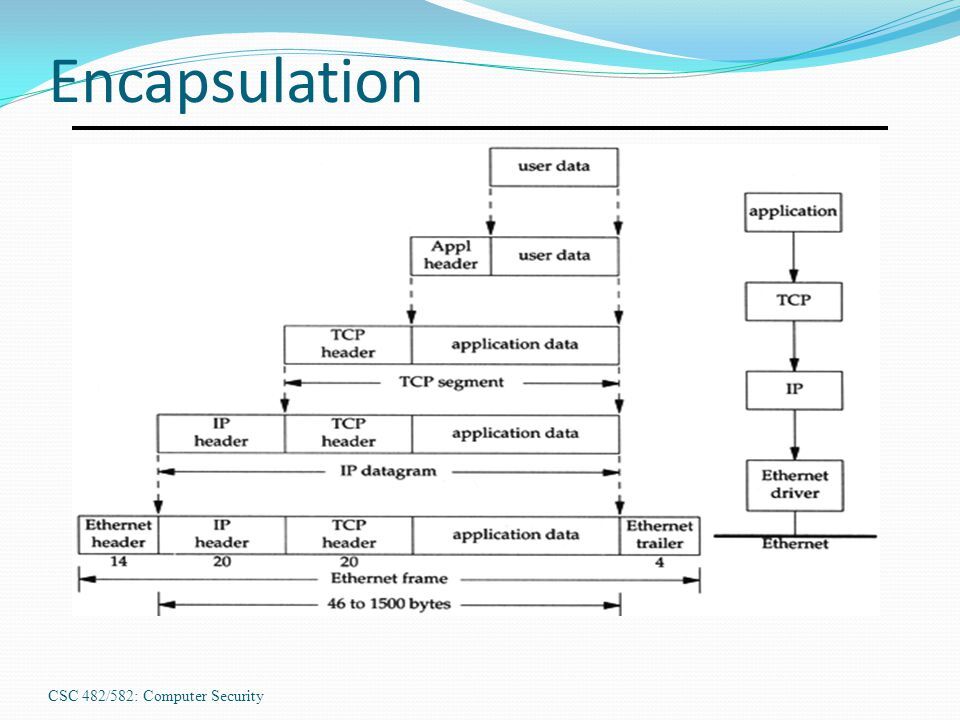 Encapsulation
user data
Appl header
user data
TCP header
application data
TCP segment
IP header
TCP header
application data
IP datagram
Ethernet header
IP header
TCP header
application data
Ethernet trailer
14
20
20
4
Ethernet frame
46 to 1500 bytes
application
TCP
IP
Ethernet driver
Ethernet
CSC 482/582: Computer Security